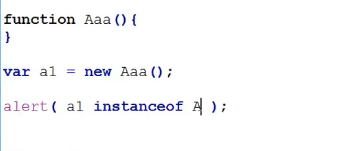 function Aaa(){
}
var a1 = new Aaa();
alert( a1 instanceof A );